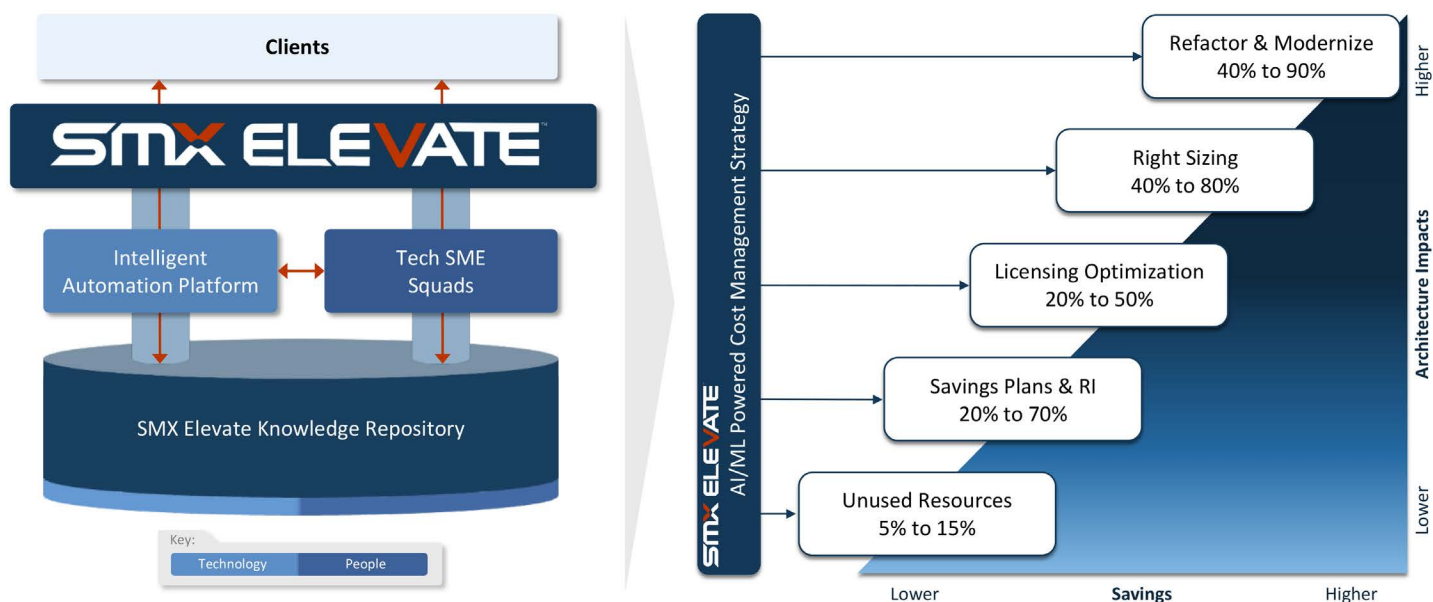 Clients
SMX ELEVATE™
Intelligent
Automation Platform
Tech SME
Squads
SMX Elevate Knowledge Repository
Key:
Technology
People
SMX ELEVATE
AI/ML Powered Cost Management Strategy
Refactor & Modernize
40% to 90%
Right Sizing
40% to 80%
Licensing Optimization
20% to 50%
Savings Plans & RI
20% to 70%
Unused Resources
5% to 15%
Higher
Architecture Impacts
Lower
Lower
Savings
Higher